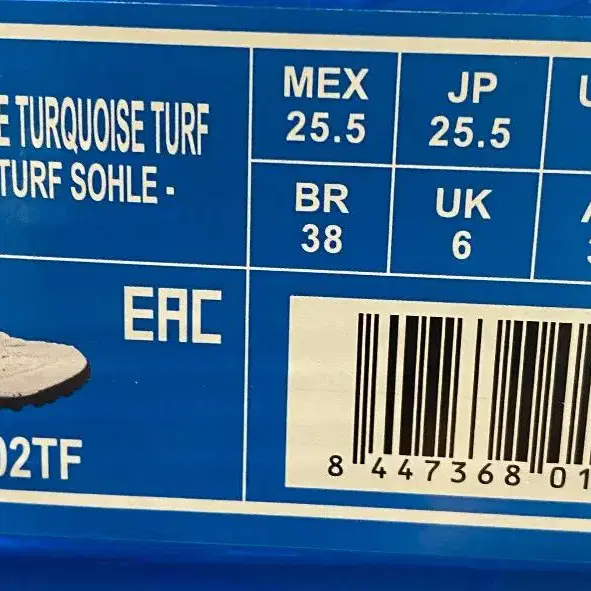 E TURQUOISE TURF
TURF SOHLE -
MEX
25.5
JP
25.5
BR
38
UK
6
EAC
02TF
8 447368 01